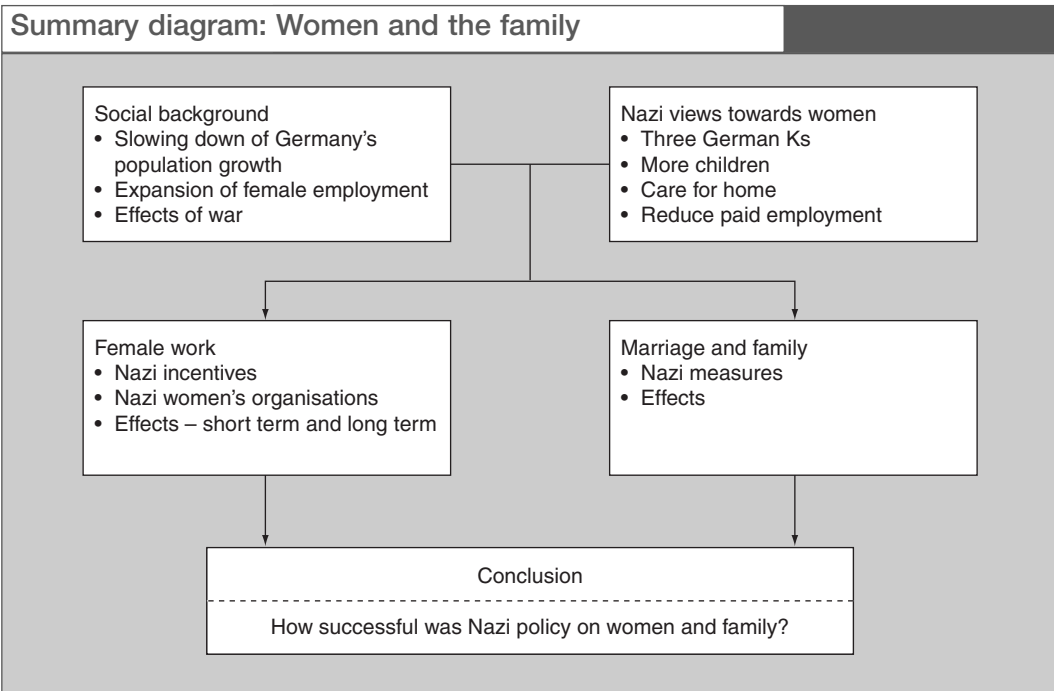 Summary diagram: Women and the family
Social background
• Slowing down of Germany's
population growth
• Expansion of female employment
• Effects of war
Nazi views towards women
• Three German Ks
• More children
• Care for home
• Reduce paid employment
Female work
• Nazi incentives
• Nazi women's organisations
• Effects – short term and long term
Marriage and family
• Nazi measures
• Effects
Conclusion
How successful was Nazi policy on women and family?